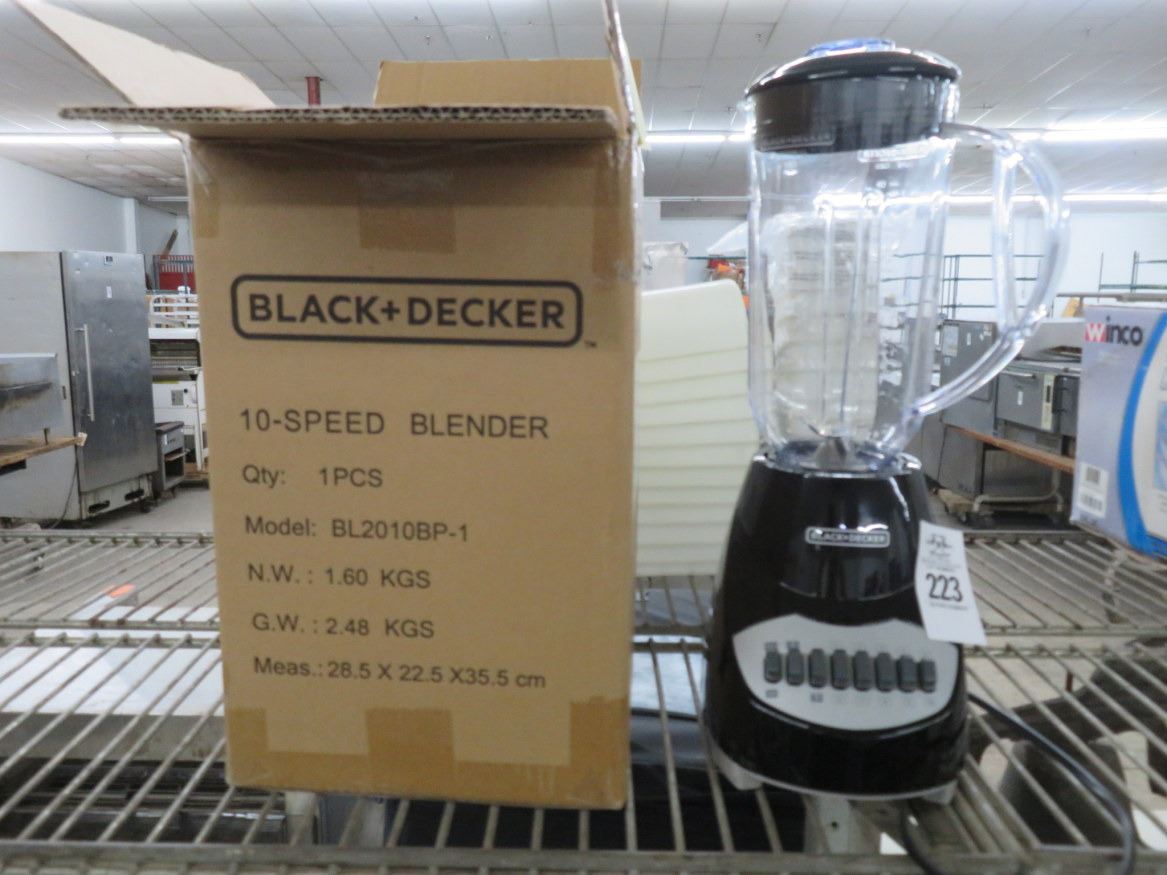 BLACK+DECKER
™
10-SPEED BLENDER
Qty: 1PCS
Model: BL2010BP-1
N.W. : 1.60 KGS
G.W. : 2.48 KGS
Meas.: 28.5 X 22.5 X35.5 cm
BLACK+DECKER
223
Winco